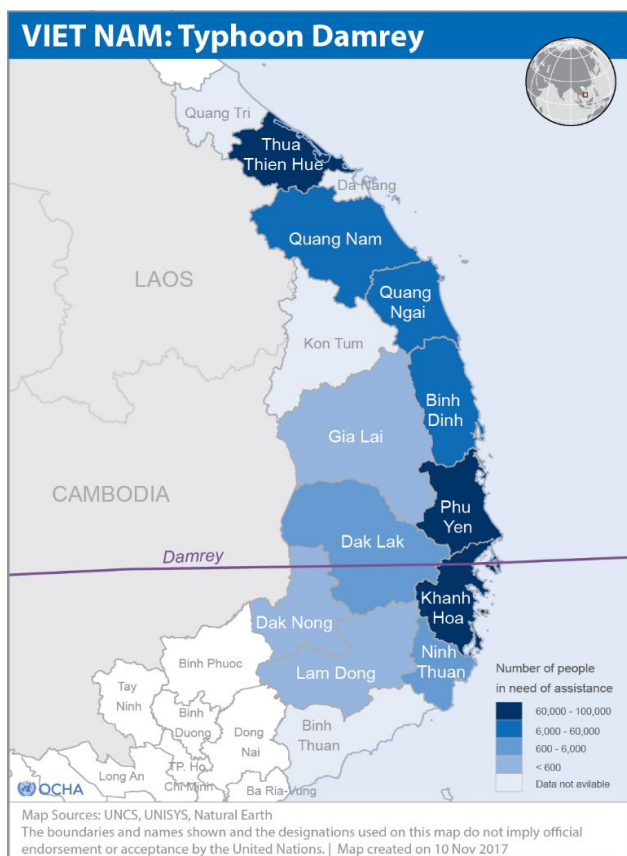 VIET NAM: Typhoon Damrey
Quang Tri
Thua
Thien Hue
Da Nang
Quang Nam
LAOS
Quang
Ngai
Kon Tum
Binh
Dinh
Gia Lai
CAMBODIA
Phu
Yen
Dak Lak
Damrey
Khanh
Hoa
Dak Nong
Ninh
Thuan
Lam Dong
Binh Phuoc
Tay
Ninh
Binh
Duong
Dong
Nai
Binh
Thuan
Long An
TP. Ho
Chi Minh
Ba Ria-Vung
Number of people
in need of assistance
60,000 - 100,000
6,000 - 60,000
600 - 6,000
< 600
Data not avilable
OCHA
Map Sources: UNCS, UNISYS, Natural Earth
The boundaries and names shown and the designations used on this map do not imply official
endorsement or acceptance by the United Nations. | Map created on 10 Nov 2017